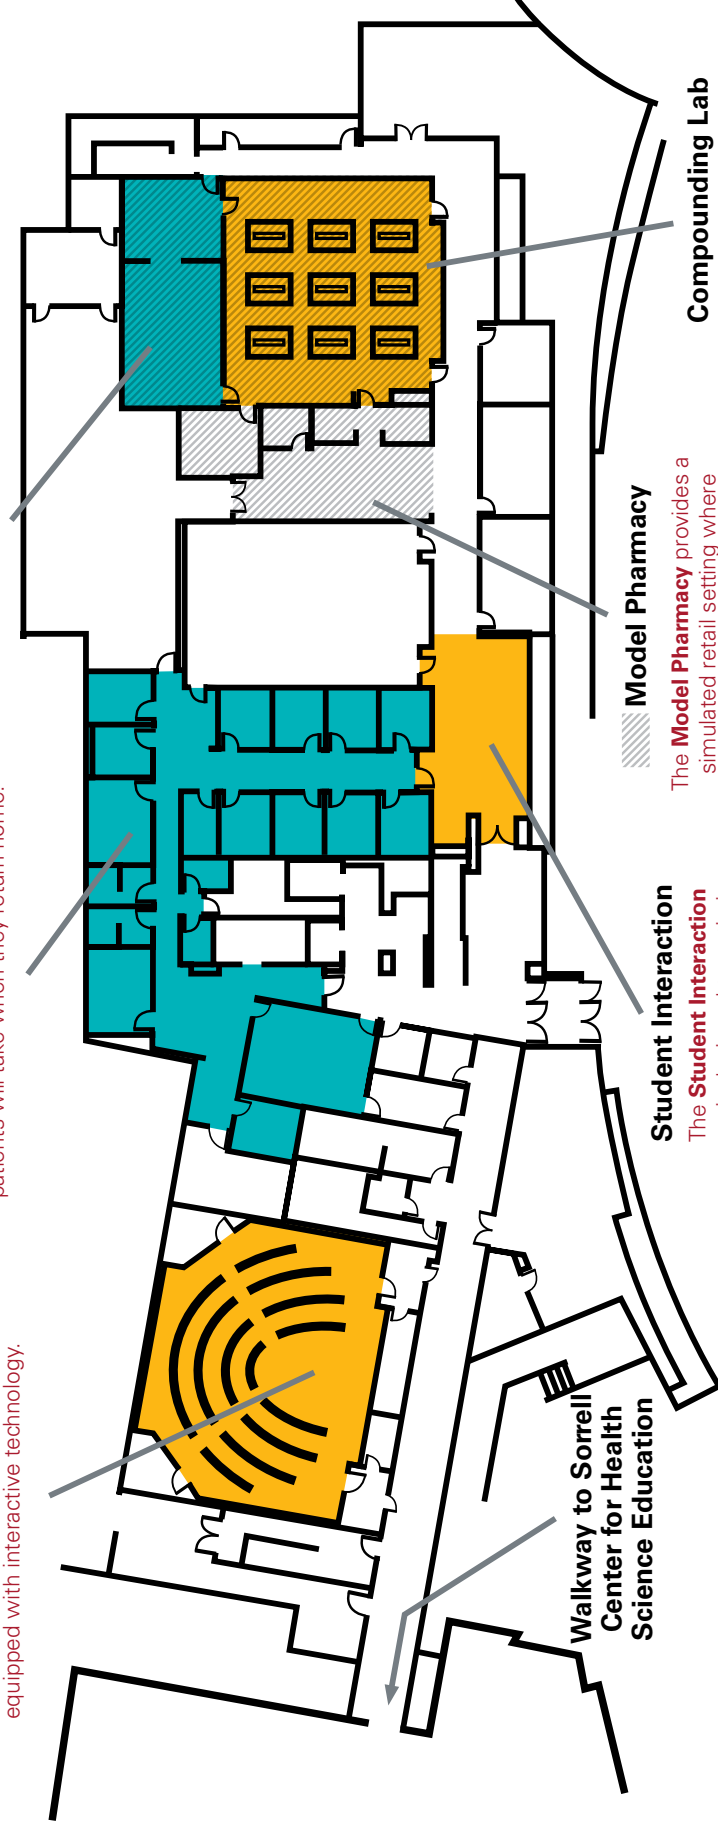 equipped with interactive technology.
patients will take when they return home.
Walkway to Sorrell
Center for Health
Science Education
Student Interaction
The Student Interaction
Model Pharmacy
The Model Pharmacy provides a
simulated retail setting where
Compounding Lab